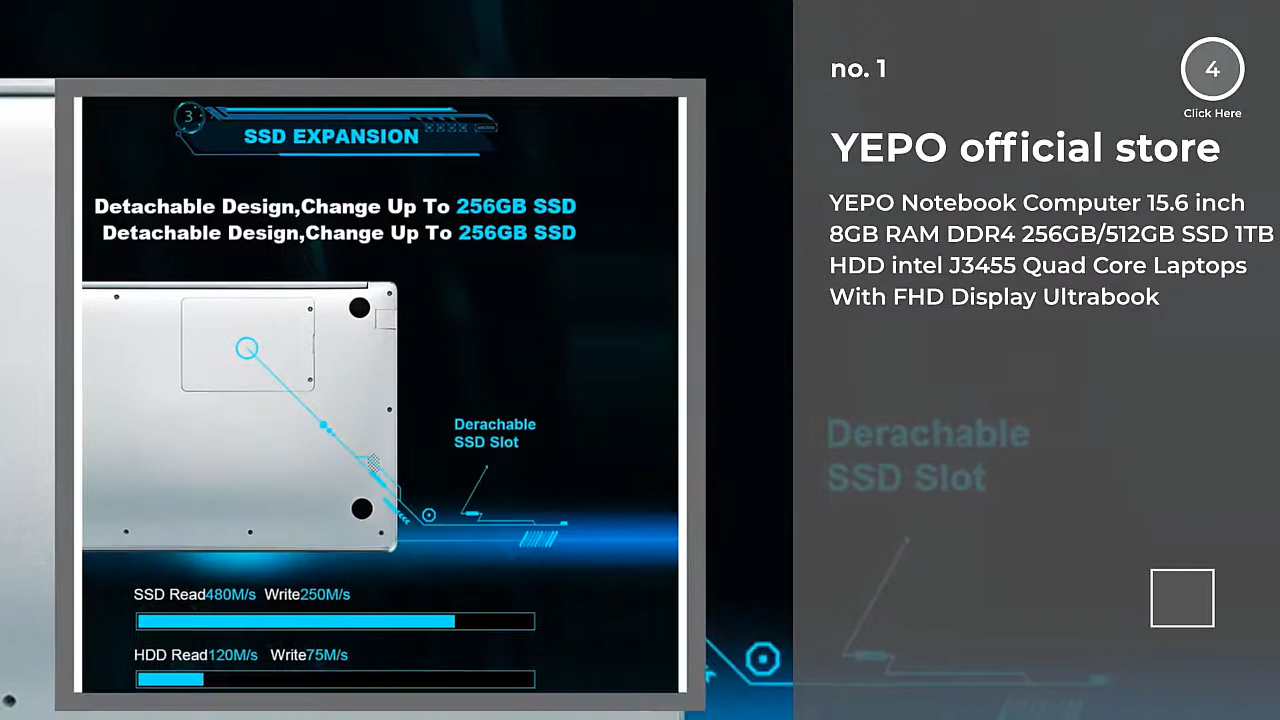 3
SSD EXPANSION
Detachable Design,Change Up To 256GB SSD
Detachable Design,Change Up To 256GB SSD
Derachable
SSD Slot
SSD Read480M/s Write250M/s
HDD Read120M/s Write75M/s
no. 1
4
Click Here
YEPO official store
YEPO Notebook Computer 15.6 inch
8GB RAM DDR4 256GB/512GB SSD 1TB
HDD intel J3455 Quad Core Laptops
With FHD Display Ultrabook
Derachable
SSD Slot